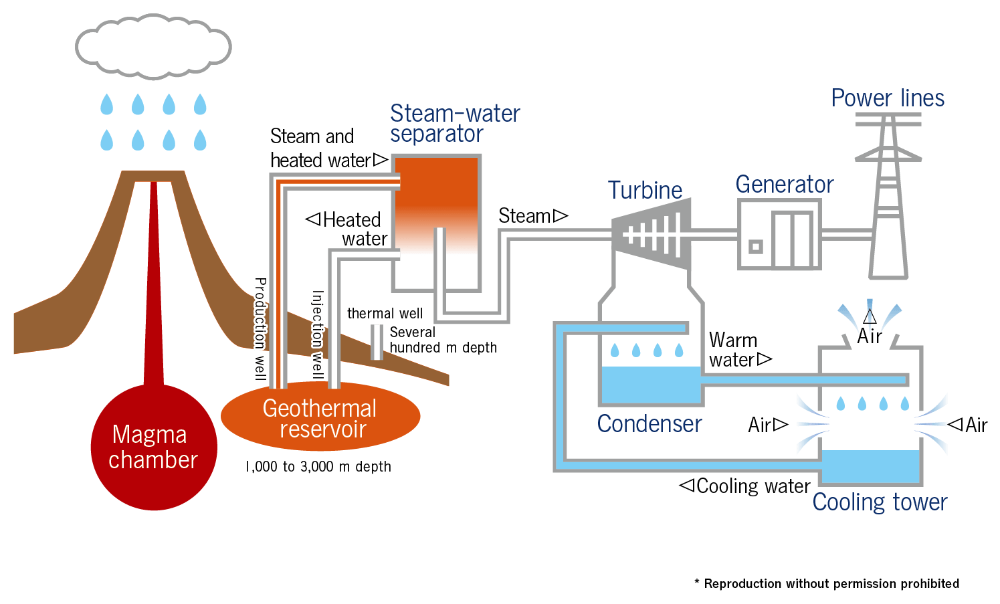 Power lines
Steam-water
separator
Steam and
heated water▷
Generator
Turbine
◁Heated
water
Steam▷
Production well
Injection well
thermal well
Several
hundred m depth
Air
Warm
water▷
Geothermal
reservoir
Condenser
Air▷
◁Air
Magma
chamber
1,000 to 3,000 m depth
◁Cooling water
Cooling tower
* Reproduction without permission prohibited